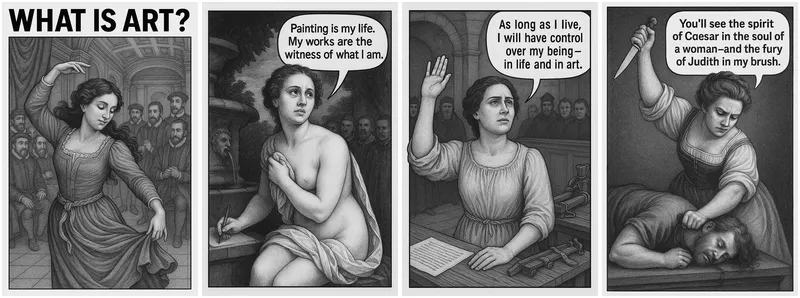 WHAT IS ART?
Painting is my life.
My works are the
witness of what I am.
As long as I live,
I will have control
over my being–
in life and in art.
You'll see the spirit
of Caesar in the soul of
a woman–and the fury
of Judith in my brush.